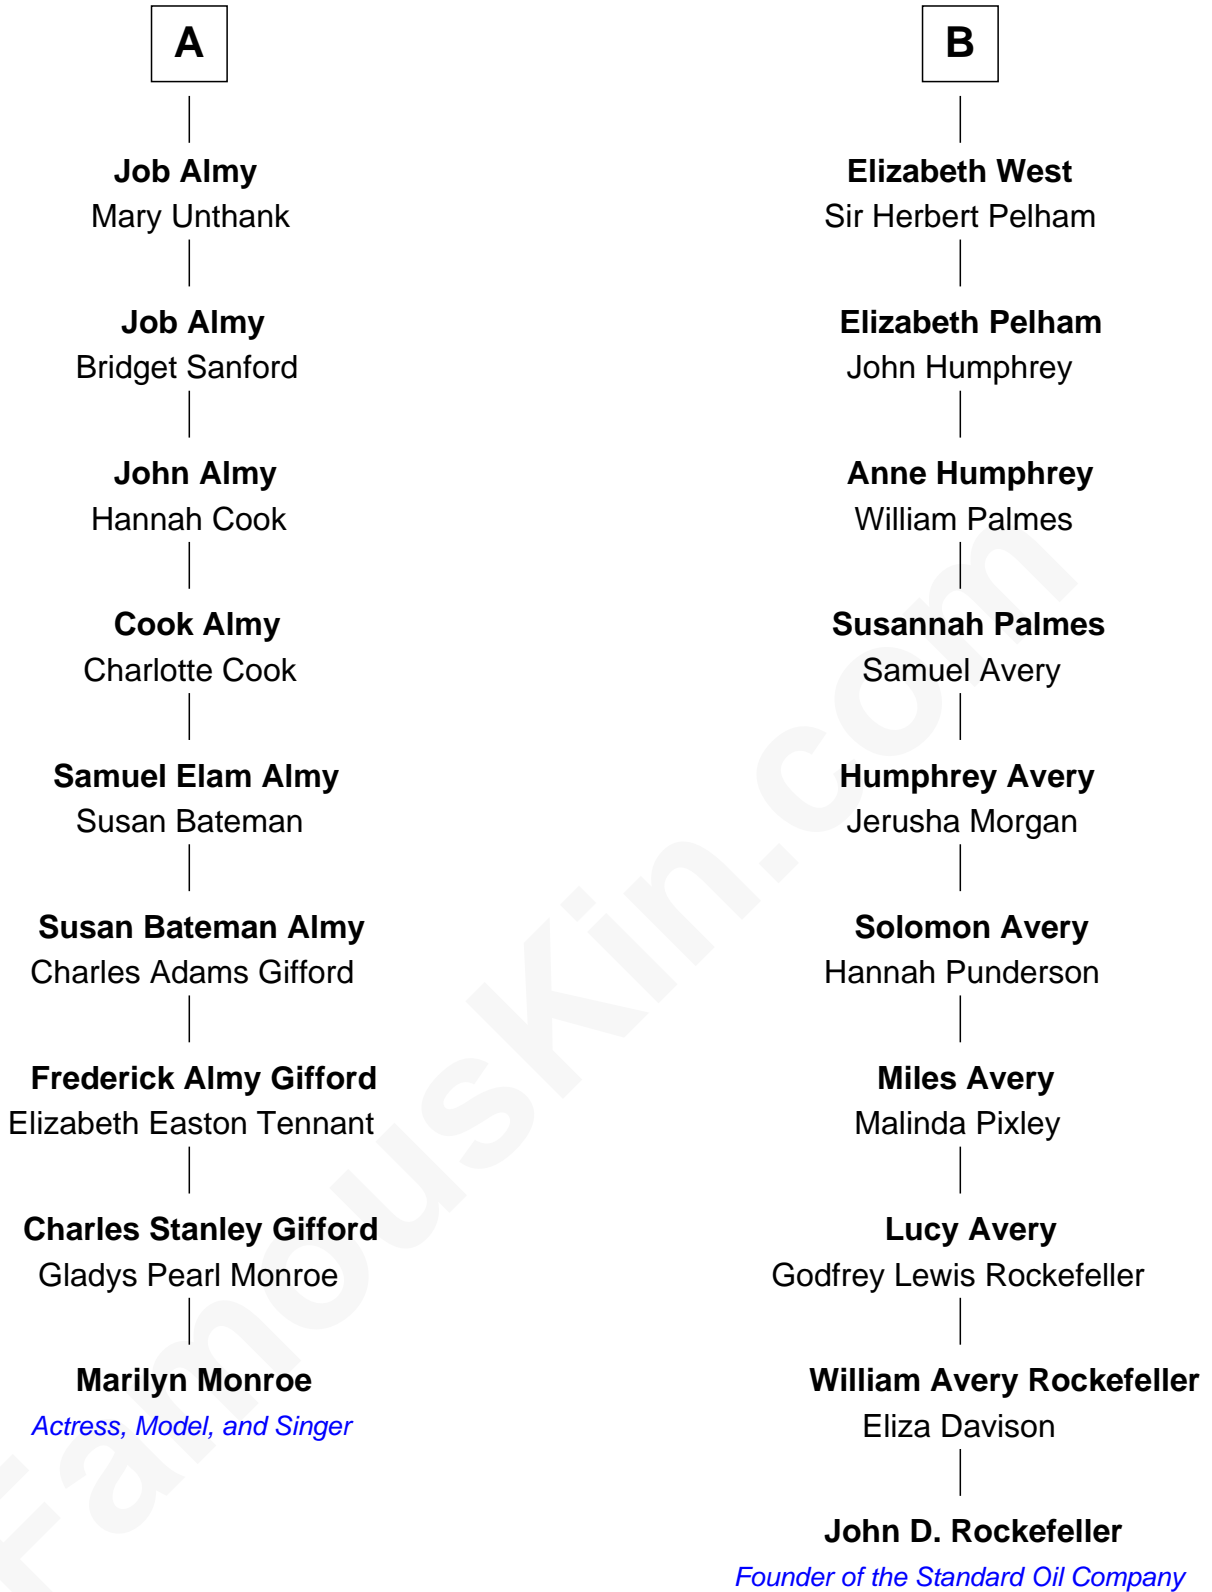 A
Job Almy
Mary Unthank
Job Almy
Bridget Sanford
John Almy
Hannah Cook
Cook Almy
Charlotte Cook
Samuel Elam Almy
Susan Bateman
Susan Bateman Almy
Charles Adams Gifford
Frederick Almy Gifford
Elizabeth Easton Tennant
Charles Stanley Gifford
Gladys Pearl Monroe
Marilyn Monroe
Actress, Model, and Singer
B
Elizabeth West
Sir Herbert Pelham
Elizabeth Pelham
John Humphrey
Anne Humphrey
William Palmes
Susannah Palmes
Samuel Avery
Humphrey Avery
Jerusha Morgan
Solomon Avery
Hannah Punderson
Miles Avery
Malinda Pixley
Lucy Avery
Godfrey Lewis Rockefeller
William Avery Rockefeller
Eliza Davison
John D. Rockefeller
Founder of the Standard Oil Company
FamousKin.com